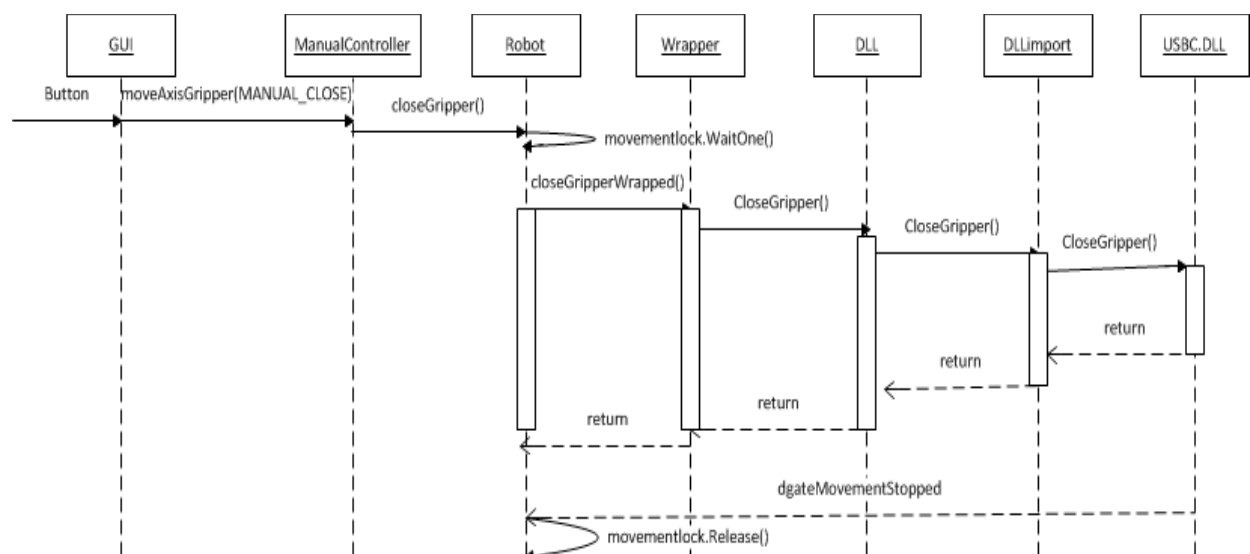 GUI
ManualController
Robot
Wrapper
DLL
DLLimport
USBC.DLL
Button
moveAxisGripper(MANUAL_CLOSE)
closeGripper()
movementlock.WaitOne()
closeGripperWrapped()
CloseGripper()
CloseGripper()
CloseGripper()
return
return
return
return
dgateMovementStopped
movementlock.Release()